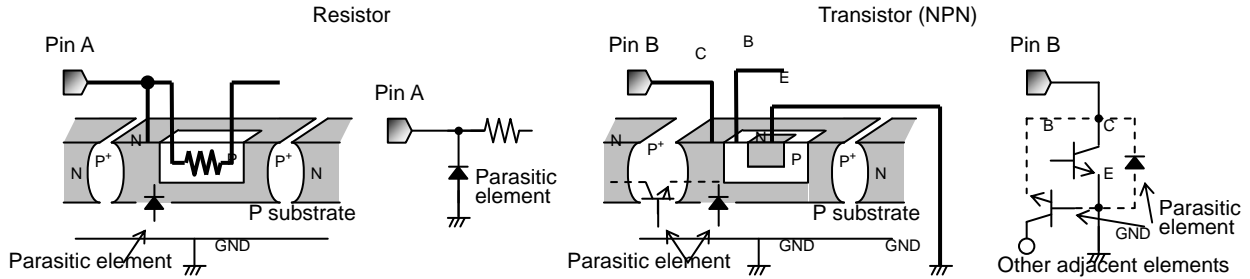 Resistor
Pin A
N
N
P+
P
P+
N
P substrate
Parasitic element
GND
Pin A
Parasitic
element
Transistor (NPN)
Pin B
C
B
E
N
N
P+
P
P+
N
P substrate
Parasitic element
GND
GND
Pin B
B
C
E
Parasitic
element
GND
Other adjacent elements